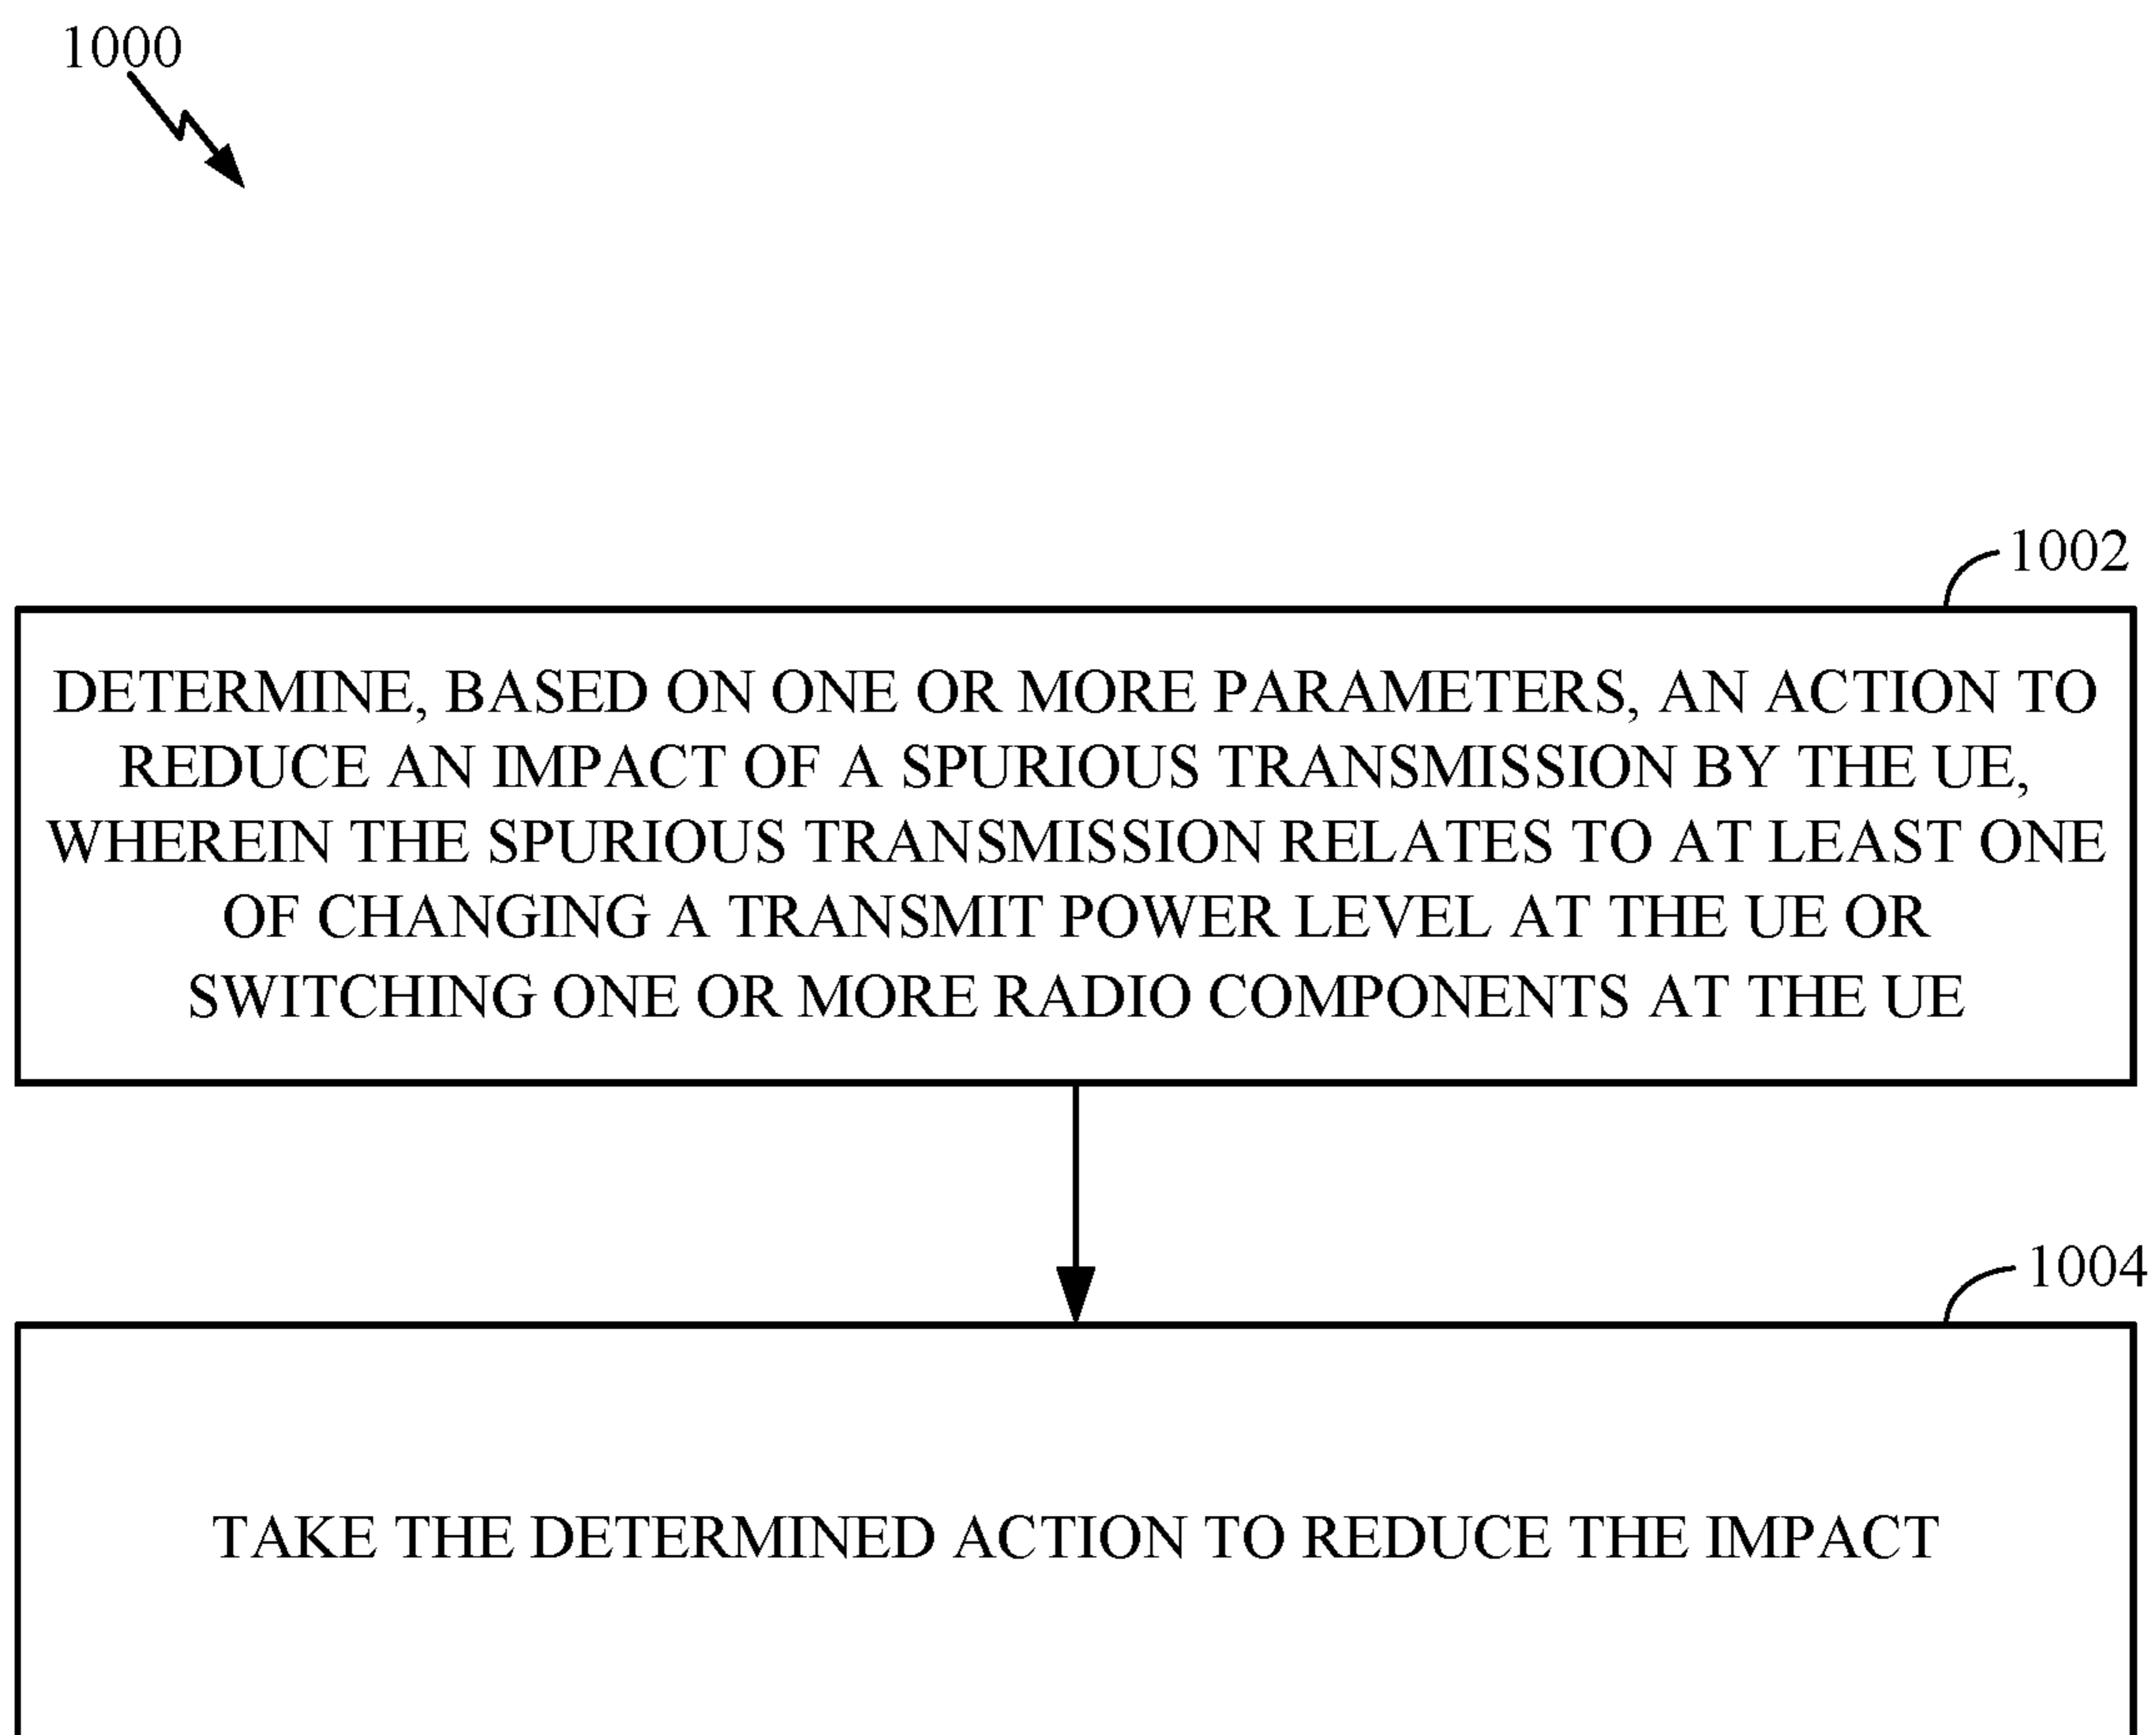 1000
1002
DETERMINE, BASED ON ONE OR MORE PARAMETERS, AN ACTION TO
REDUCE AN IMPACT OF A SPURIOUS TRANSMISSION BY THE UE,
WHEREIN THE SPURIOUS TRANSMISSION RELATES TO AT LEAST ONE
OF CHANGING A TRANSMIT POWER LEVEL AT THE UE OR
SWITCHING ONE OR MORE RADIO COMPONENTS AT THE UE
1004
TAKE THE DETERMINED ACTION TO REDUCE THE IMPACT